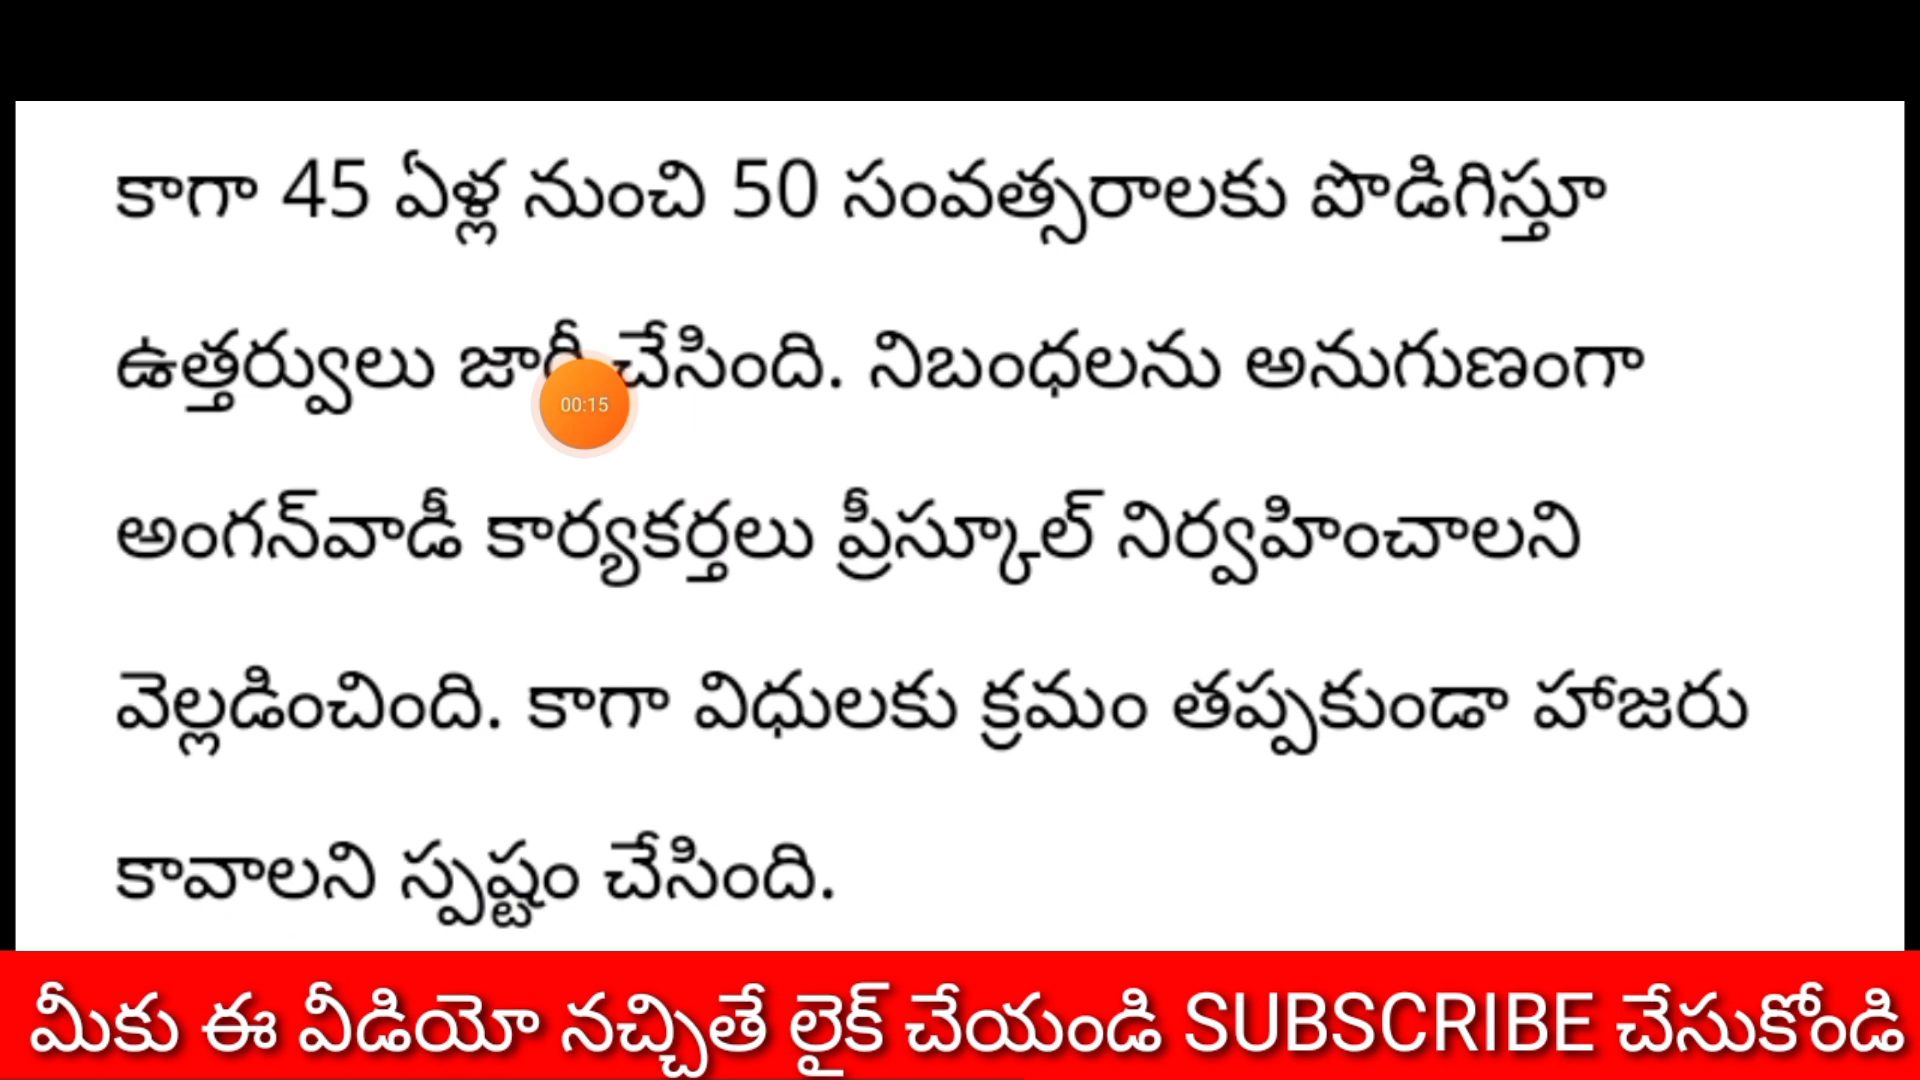 కాగా 45 ఏళ్ల నుంచి 50 సంవత్సరాలకు పొడిగిస్తూ
ఉత్తర్వులు జారీ చేసింది. నిబంధలను అనుగుణంగా
00:15
అంగన్‌వాడీ కార్యకర్తలు ప్రీస్కూల్ నిర్వహించాలని
వెల్లడించింది. కాగా విధులకు క్రమం తప్పకుండా హాజరు
కావాలని స్పష్టం చేసింది.
మీకు ఈ వీడియో నచ్చితే లైక్ చేయండి SUBSCRIBE చేసుకోండి